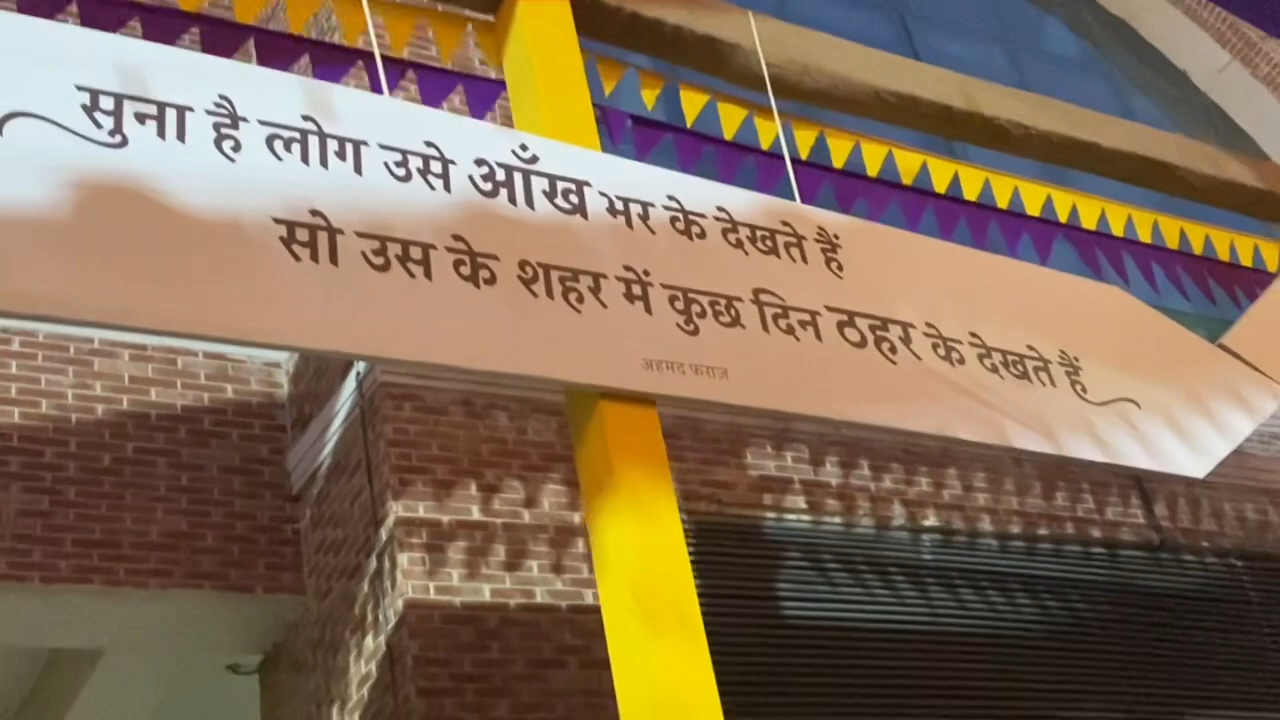 सुना है लोग उसे आँख भर के देखते हैं
सो उस के शहर में कुछ दिन ठहर के देखते हैं
अहमद फ़राज़